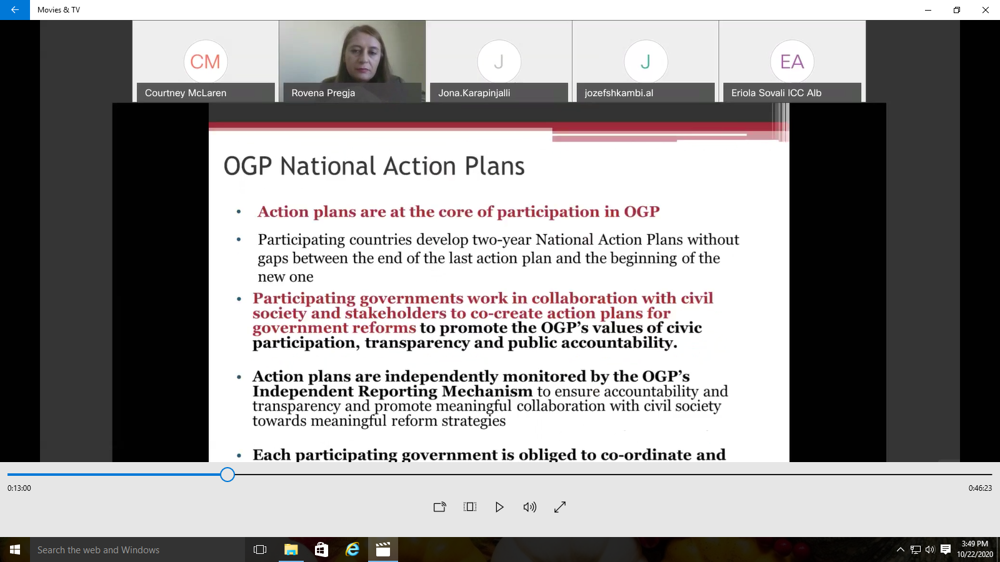 Movies & TV
CM
J
J
EA
Courtney McLaren
Rovena Pregja
Jona.Karapinjalli
jozefshkambi.al
Eriola Sovali ICC Alb
OGP National Action Plans
• Action plans are at the core of participation in OGP
• Participating countries develop two-year National Action Plans without
gaps between the end of the last action plan and the beginning of the
new one
• Participating governments work in collaboration with civil
society and stakeholders to co-create action plans for
government reforms to promote the OGP's values of civic
participation, transparency and public accountability.
• Action plans are independently monitored by the OGP's
Independent Reporting Mechanism to ensure accountability and
transparency and promote meaningful collaboration with civil society
towards meaningful reform strategies
• Each participating government is obliged to co-ordinate and
0:13:00
0:46:23
Search the web and Windows
3:49 PM
10/22/2020